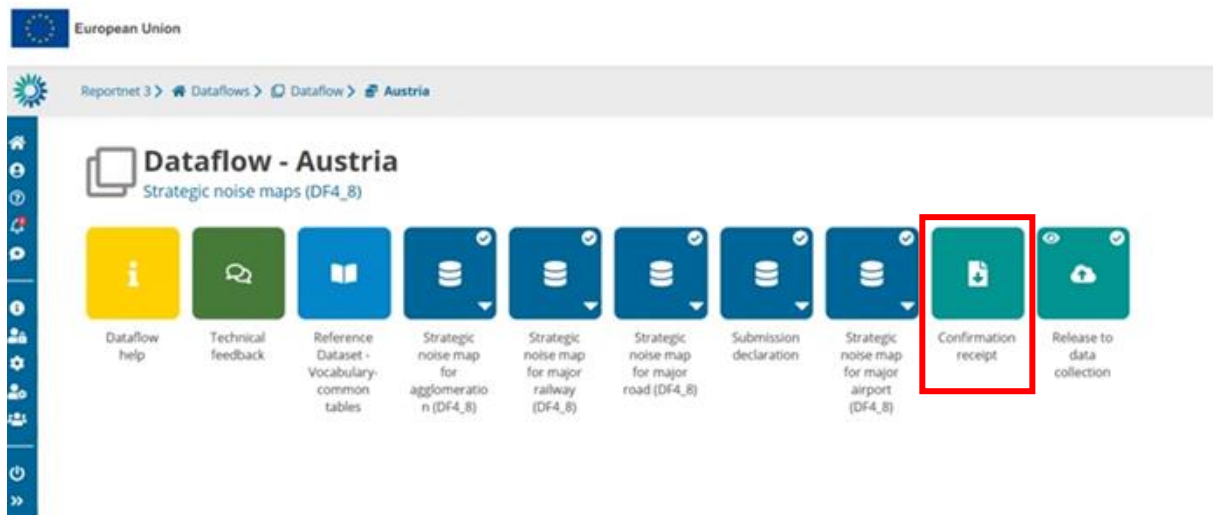 European Union
Reportnet 3 > Dataflows > Dataflow > Austria
Dataflow - Austria
Strategic noise maps (DF4_8)
Dataflow
help
Technical
feedback
Reference
Dataset -
Vocabulary-
common
tables
Strategic
noise map
for
agglomeratio
n (DF4_8)
Strategic
noise map
for major
railway
(DF4_8)
Strategic
noise map
for major
road (DF4_8)
Submission
declaration
Strategic
noise map
for major
airport
(DF4_8)
Confirmation
receipt
Release to
data
collection